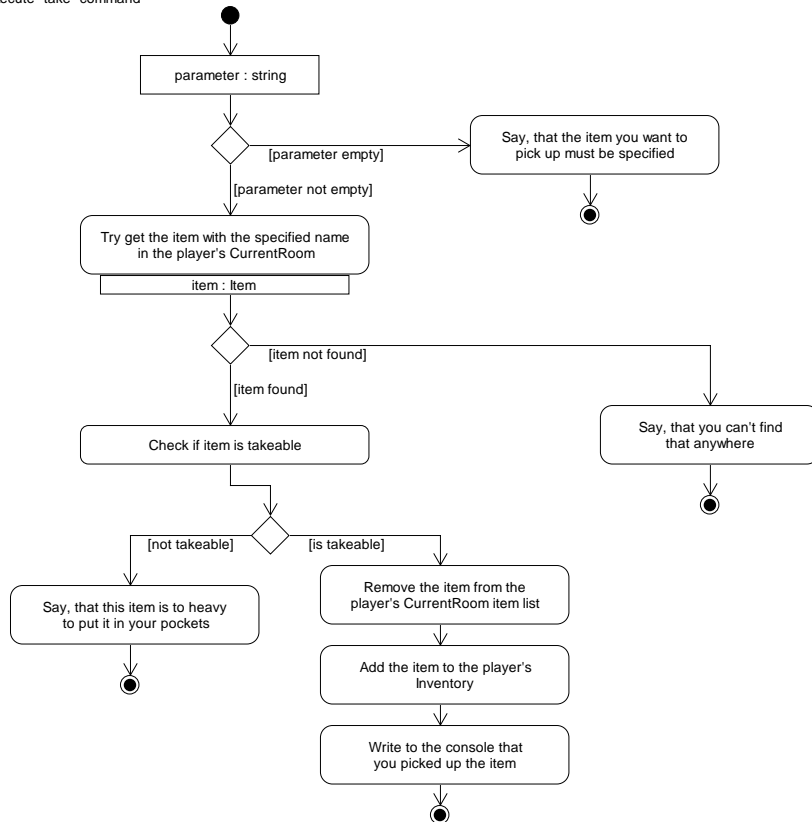 take command
parameter : string
[parameter empty]
Say, that the item you want to
pick up must be specified
[parameter not empty]
Try get the item with the specified name
in the player's CurrentRoom
item : Item
[item not found]
[item found]
Say, that you can't find
that anywhere
Check if item is takeable
[not takeable]
[is takeable]
Say, that this item is to heavy
to put it in your pockets
Remove the item from the
player's CurrentRoom item list
Add the item to the player's
Inventory
Write to the console that
you picked up the item